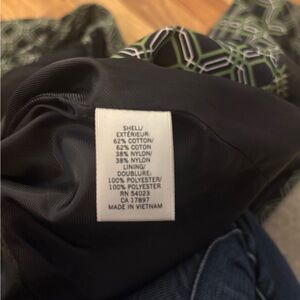 SHELL/
EXTÉRIEUR:
62% COTTON/
62% COTON
38% NYLON/
38% NYLON
LINING/
DOUBLURE:
100% POLYESTER/
100% POLYESTER
RN 54023
CA 17897
MADE IN VIETNAM